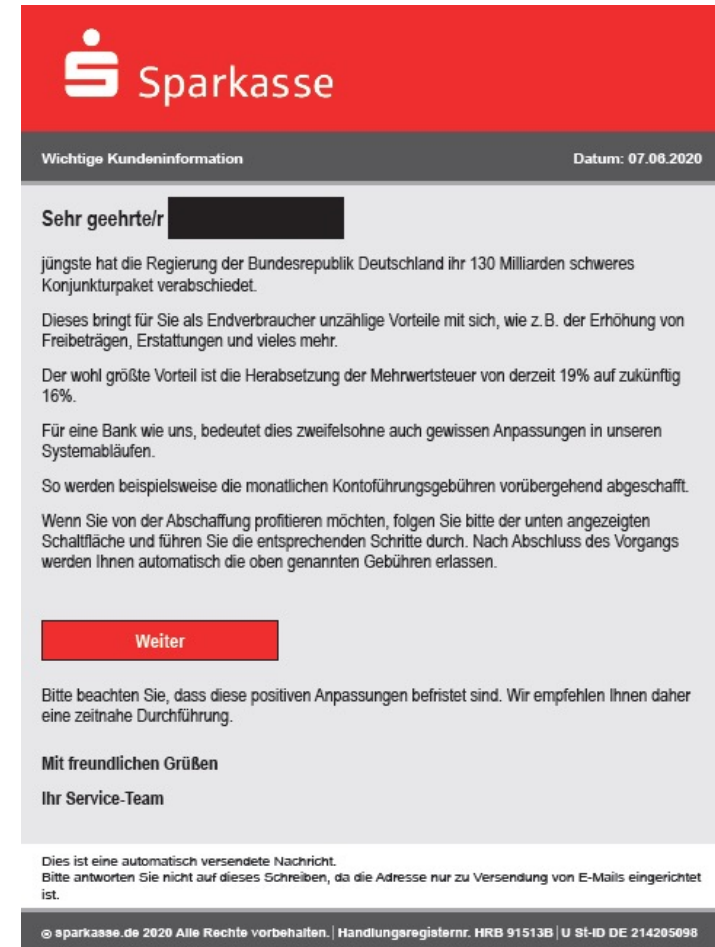 Sparkasse
Wichtige Kundeninformation Datum: 07.06.2020
Sehr geehrte/r
jüngste hat die Regierung der Bundesrepublik Deutschland ihr 130 Milliarden schweres
Konjunkturpaket verabschiedet.
Dieses bringt für Sie als Endverbraucher unzählige Vorteile mit sich, wie z.B. der Erhöhung von
Freibeträgen, Erstattungen und vieles mehr.
Der wohl größte Vorteil ist die Herabsetzung der Mehrwertsteuer von derzeit 19% auf zukünftig
16%.
Für eine Bank wie uns, bedeutet dies zweifelsohne auch gewissen Anpassungen in unseren
Systemabläufen.
So werden beispielsweise die monatlichen Kontoführungsgebühren vorübergehend abgeschafft.
Wenn Sie von der Abschaffung profitieren möchten, folgen Sie bitte der unten angezeigten
Schaltfläche und führen Sie die entsprechenden Schritte durch. Nach Abschluss des Vorgangs
werden Ihnen automatisch die oben genannten Gebühren erlassen.
Weiter
Bitte beachten Sie, dass diese positiven Anpassungen befristet sind. Wir empfehlen Ihnen daher
eine zeitnahe Durchführung.
Mit freundlichen Grüßen
Ihr Service-Team
Dies ist eine automatisch versendete Nachricht.
Bitte antworten Sie nicht auf dieses Schreiben, da die Adresse nur zu Versendung von E-Mails eingerichtet
ist.
© sparkasse.de 2020 Alle Rechte vorbehalten. | Handlungsregisternr. HRB 91513B | U St-ID DE 214205098